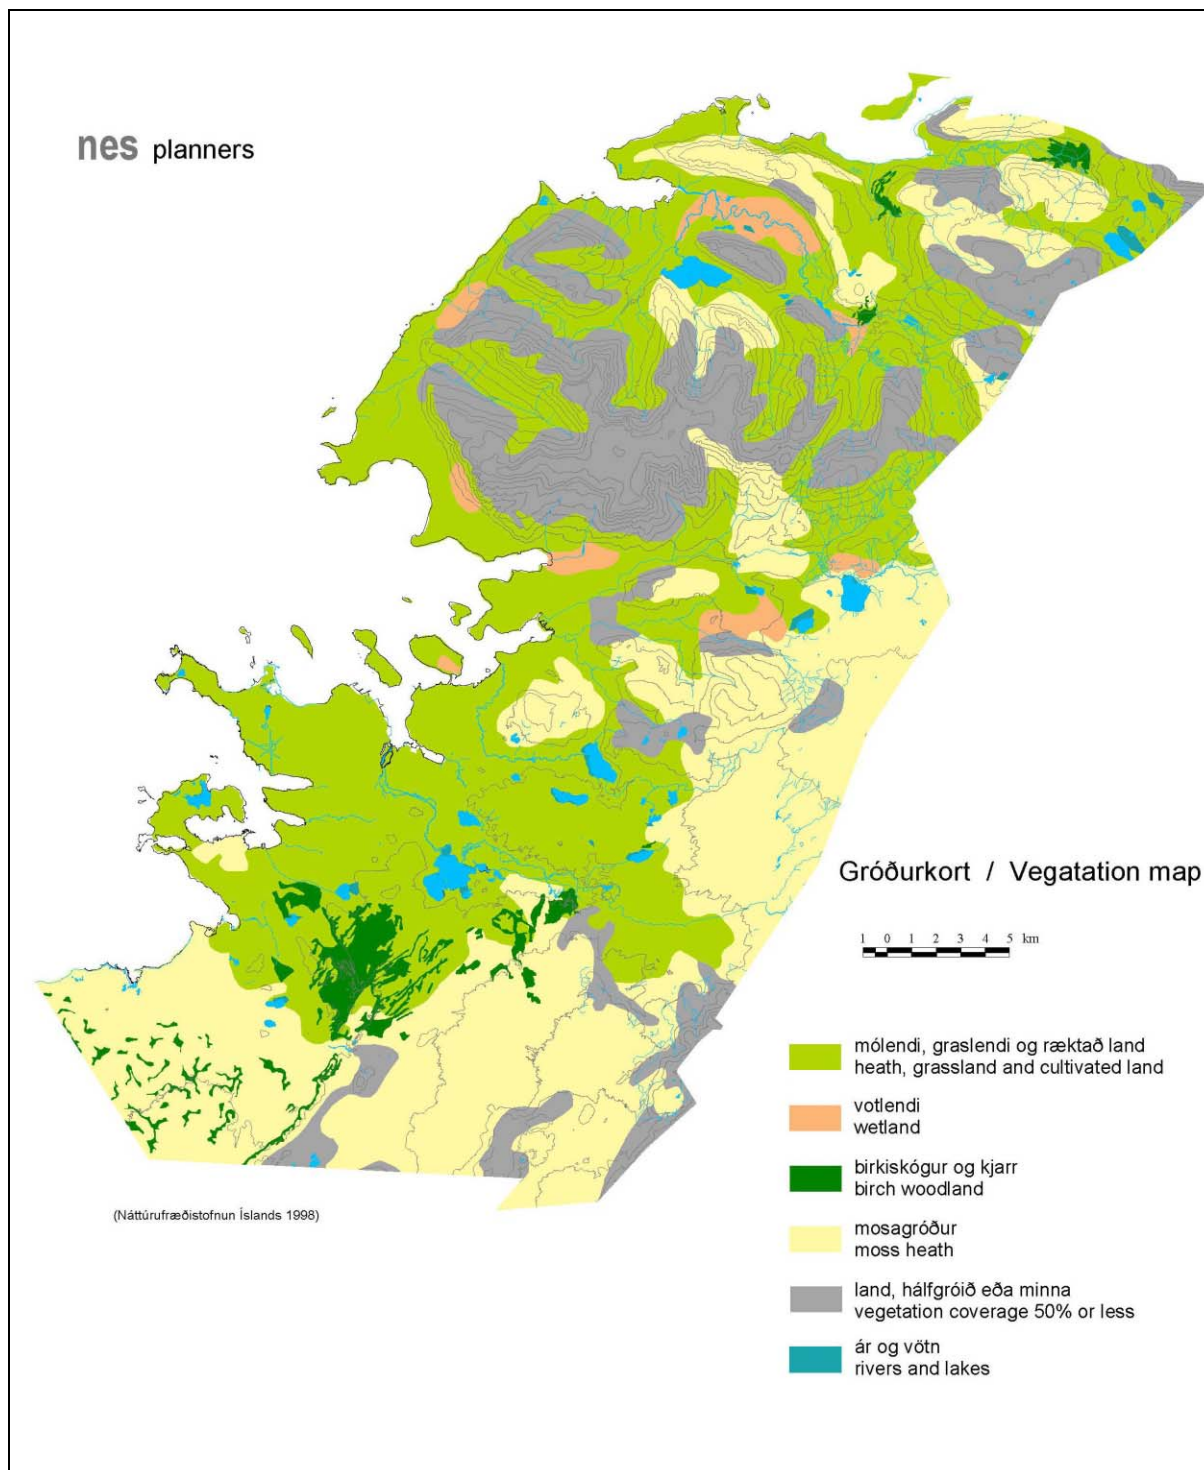 nes planners
Gróðurkort / Vegatation map
1 0 1 2 3 4 5 km
mólendi, graslendi og ræktað land
heath, grassland and cultivated land
votlendi
wetland
birkiskógur og kjarr
birch woodland
(Náttúrufræðistofnun Íslands 1998)
mosagróður
moss heath
land, hálfgróið eða minna
vegetation coverage 50% or less
ár og vötn
rivers and lakes